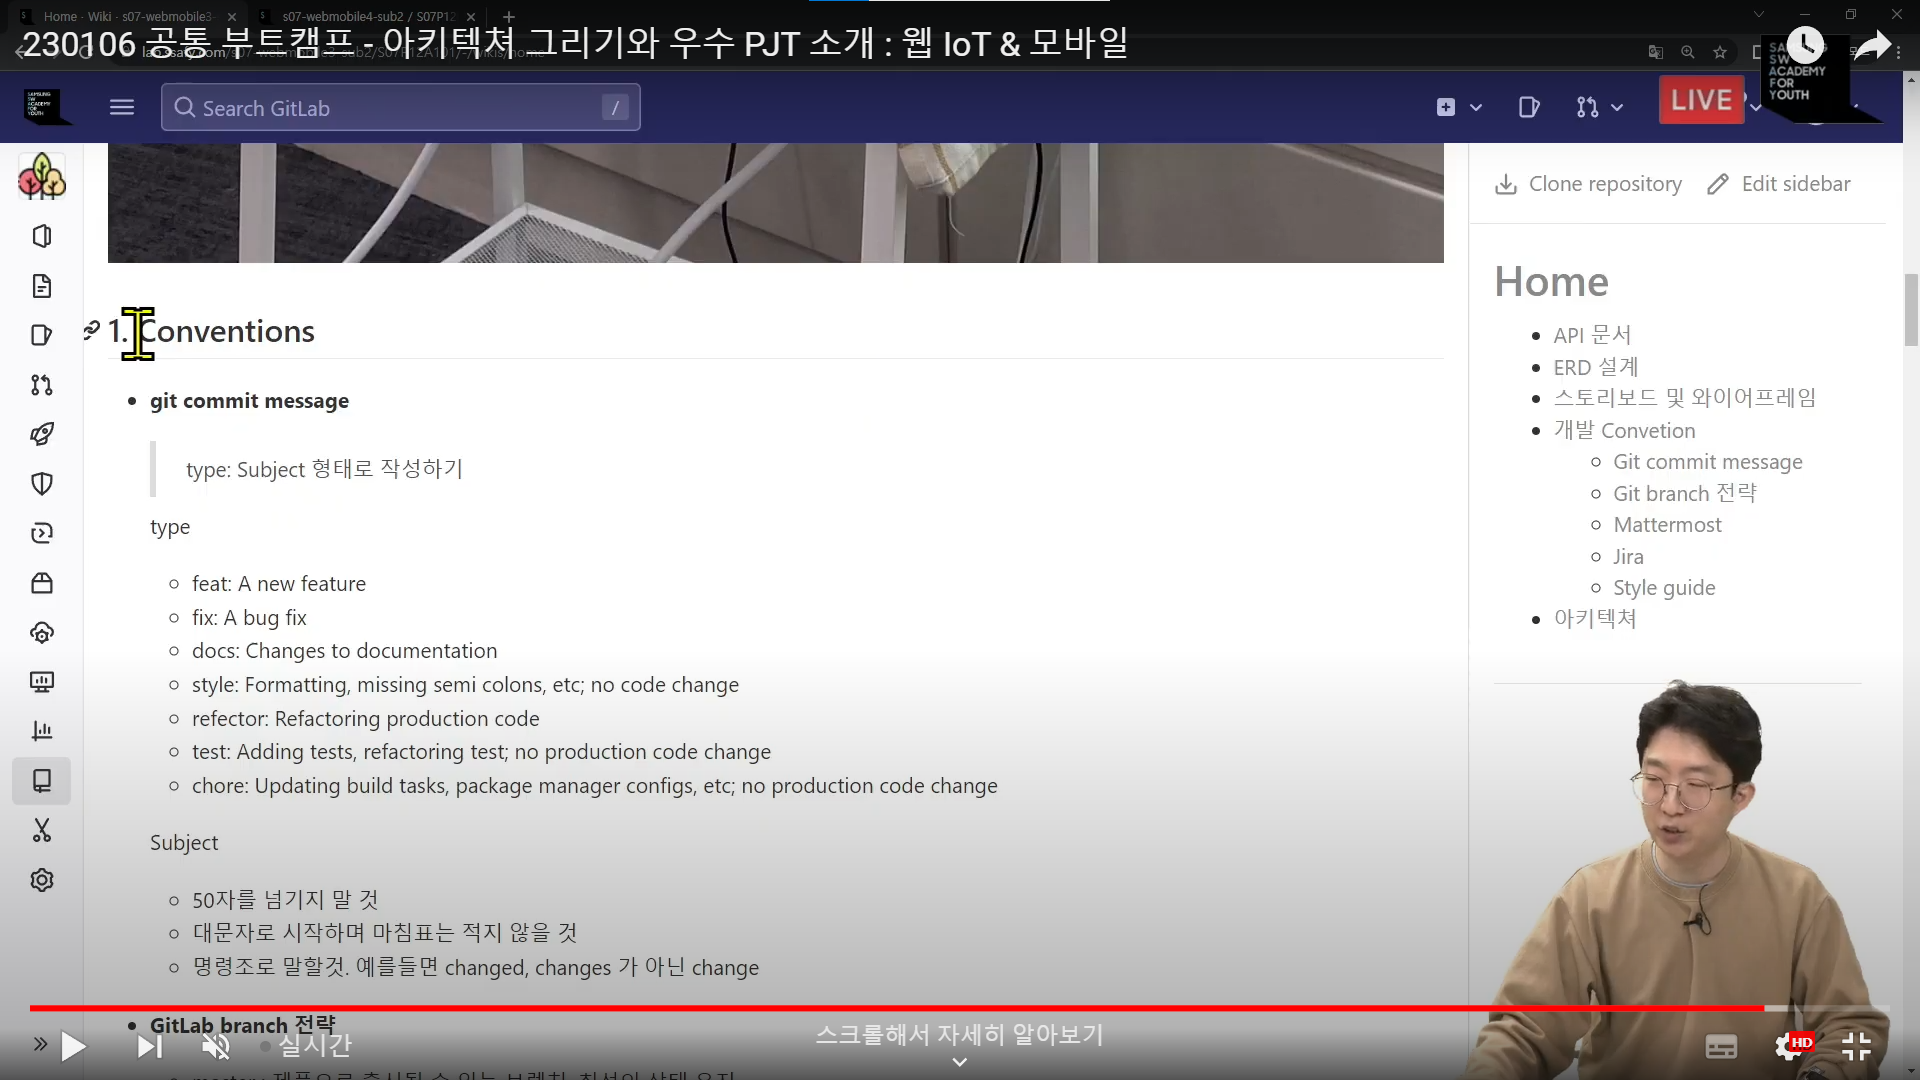 Home · Wiki · s07-webmobile3-
s07-webmobile4-sub2 / S07P12
230106 공통 부트캠프 - 아키텍쳐 그리기와 우수 PJT 소개 : 웹 IoT & 모바일
SAMSUNG
SW
ACADEMY
FOR
YOUTH
Search GitLab
/
LIVE
SAMSUNG
SW
ACADEMY
FOR
YOUTH
Clone repository
Edit sidebar
1. Conventions
git commit message
type: Subject 형태로 작성하기
type
feat: A new feature
fix: A bug fix
docs: Changes to documentation
style: Formatting, missing semi colons, etc; no code change
refector: Refactoring production code
test: Adding tests, refactoring test; no production code change
chore: Updating build tasks, package manager configs, etc; no production code change
Subject
50자를 넘기지 말 것
대문자로 시작하며 마침표는 적지 않을 것
명령조로 말할것. 예를들면 changed, changes 가 아닌 change
GitLab branch 전략
Home
API 문서
ERD 설계
스토리보드 및 와이어프레임
개발 Convetion
Git commit message
Git branch 전략
Mattermost
Jira
Style guide
아키텍쳐
실시간
스크롤해서 자세히 알아보기
HD